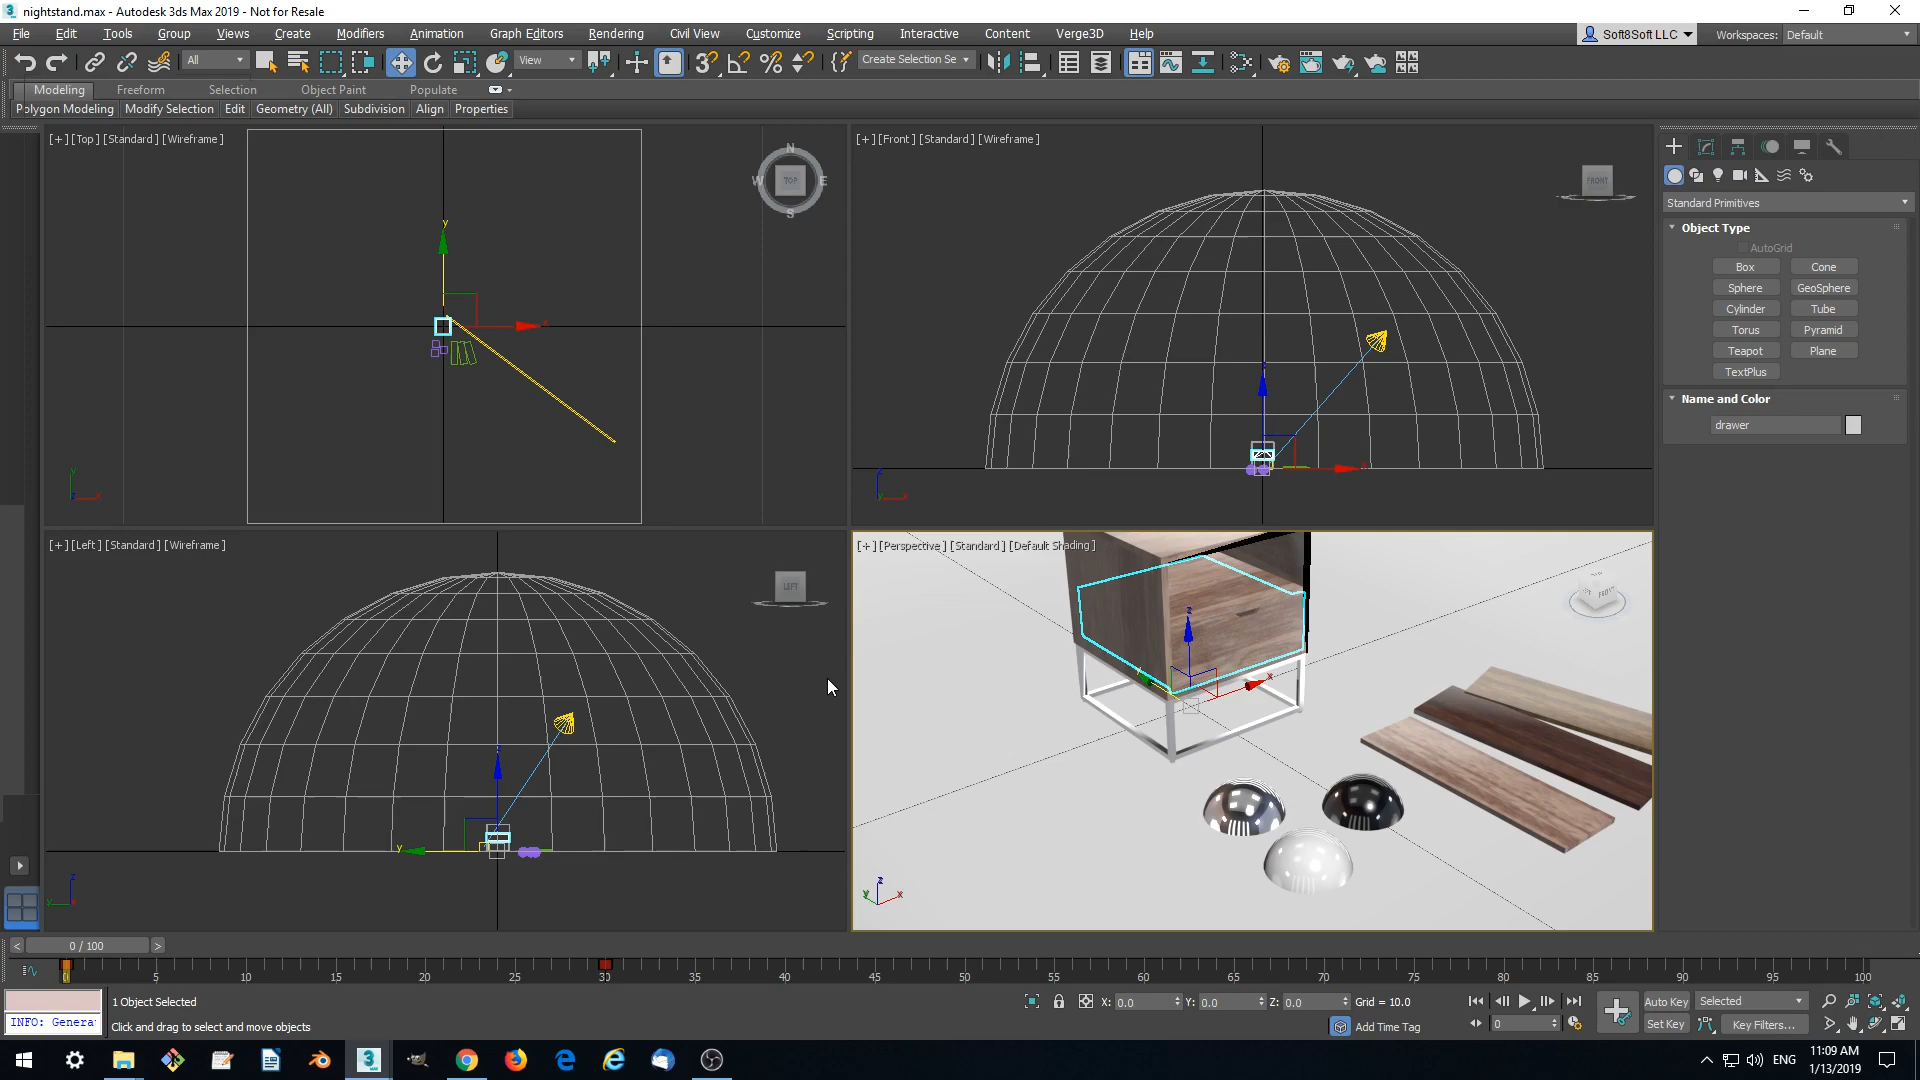 nightstand.max - Autodesk 3ds Max 2019 - Not for Resale
File Edit Tools Group Views Create Modifiers Animation Graph Editors Rendering Civil View Customize Scripting Interactive Content Verge3D Help
Soft8Soft LLC Workspaces: Default
All View Create Selection Se
Modeling Freeform Selection Object Paint Populate
Polygon Modeling Modify Selection Edit Geometry (All) Subdivision Align Properties
[+] [Top] [Standard] [Wireframe]
N
W TOP E
S
y
x
y
z x
[+] [Front] [Standard] [Wireframe]
FRONT
z
x
z
y x
Standard Primitives
Object Type
AutoGrid
Box Cone
Sphere GeoSphere
Cylinder Tube
Torus Pyramid
Teapot Plane
TextPlus
Name and Color
drawer
[+] [Left] [Standard] [Wireframe]
LEFT
z
y
z
y x
[+] [Perspective] [Standard] [Default Shading]
FRONT
z
y x
z
y x
< 0 / 100 >
0 5 10 15 20 25 30 35 40 45 50 55 60 65 70 75 80 85 90 95 100
1 Object Selected
X: 0.0 Y: 0.0 Z: 0.0 Grid = 10.0
Auto Key Selected
INFO: Genera
Click and drag to select and move objects
Add Time Tag
0
Set Key Key Filters...
3 MAX
ENG
11:09 AM
1/13/2019